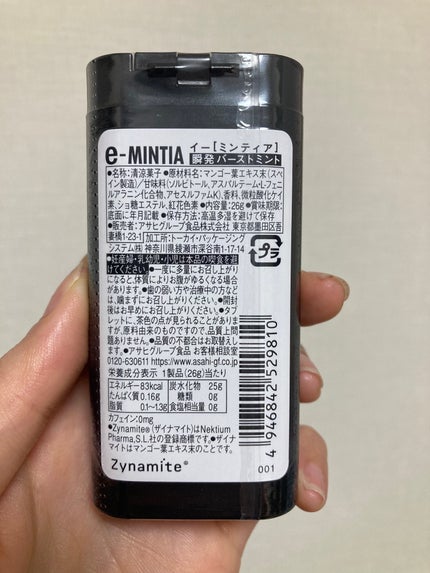 e-MINTIA イー[ミンティア]
瞬発バーストミント
●名称:清涼菓子●原材料名:マンゴー葉エキス末(スペ
イン製造)/甘味料(ソルビトール、アスパルテーム・L-フェニ
ルアラニン化合物、アセスルファムK)、香料、微粒酸化ケイ
素、ショ糖エステル、紅花色素●内容量:26g●賞味期限:
底面に年月記載●保存方法:高温多湿を避けて保存
●販売者:アサヒグループ食品株式会社 東京都墨田区吾
妻橋1-23-1 加工所:トーカイ・パッケージング
システム㈱ 神奈川県綾瀬市深谷南1-17-14
プラ
●妊産婦・乳幼児・小児は本品の喫食を避
けてください●一度に多量にお召し上がり
になると、体質によりお腹がゆるくなる場合
があります。●歯の弱い方や治療中の方など
は、噛まずにお召し上がりください。●開封
後はお早めにお召し上がりください。●タブ
レットに、茶色の点が見られることがありま
すが、原料由来のものですので、品質上問
題ありません。●品質の不都合はお取替えし
ます。●アサヒグループ食品 お客様相談室
0120-630611 https://www.asahi-gf.co.jp/
栄養成分表示 1製品(26g)当たり
エネルギー 83kcal 炭水化物 25g
たんぱく質 0.16g 糖類 0g
脂質 0.1〜1.3g 食塩相当量 0g
カフェイン:0mg
●Zynamite®(ザイナマイト)はNektium
Pharma,S.L.社の登録商標です。●ザイナ
マイトはマンゴー葉エキス末のことです。
Zynamite®
001
4 946842 529810